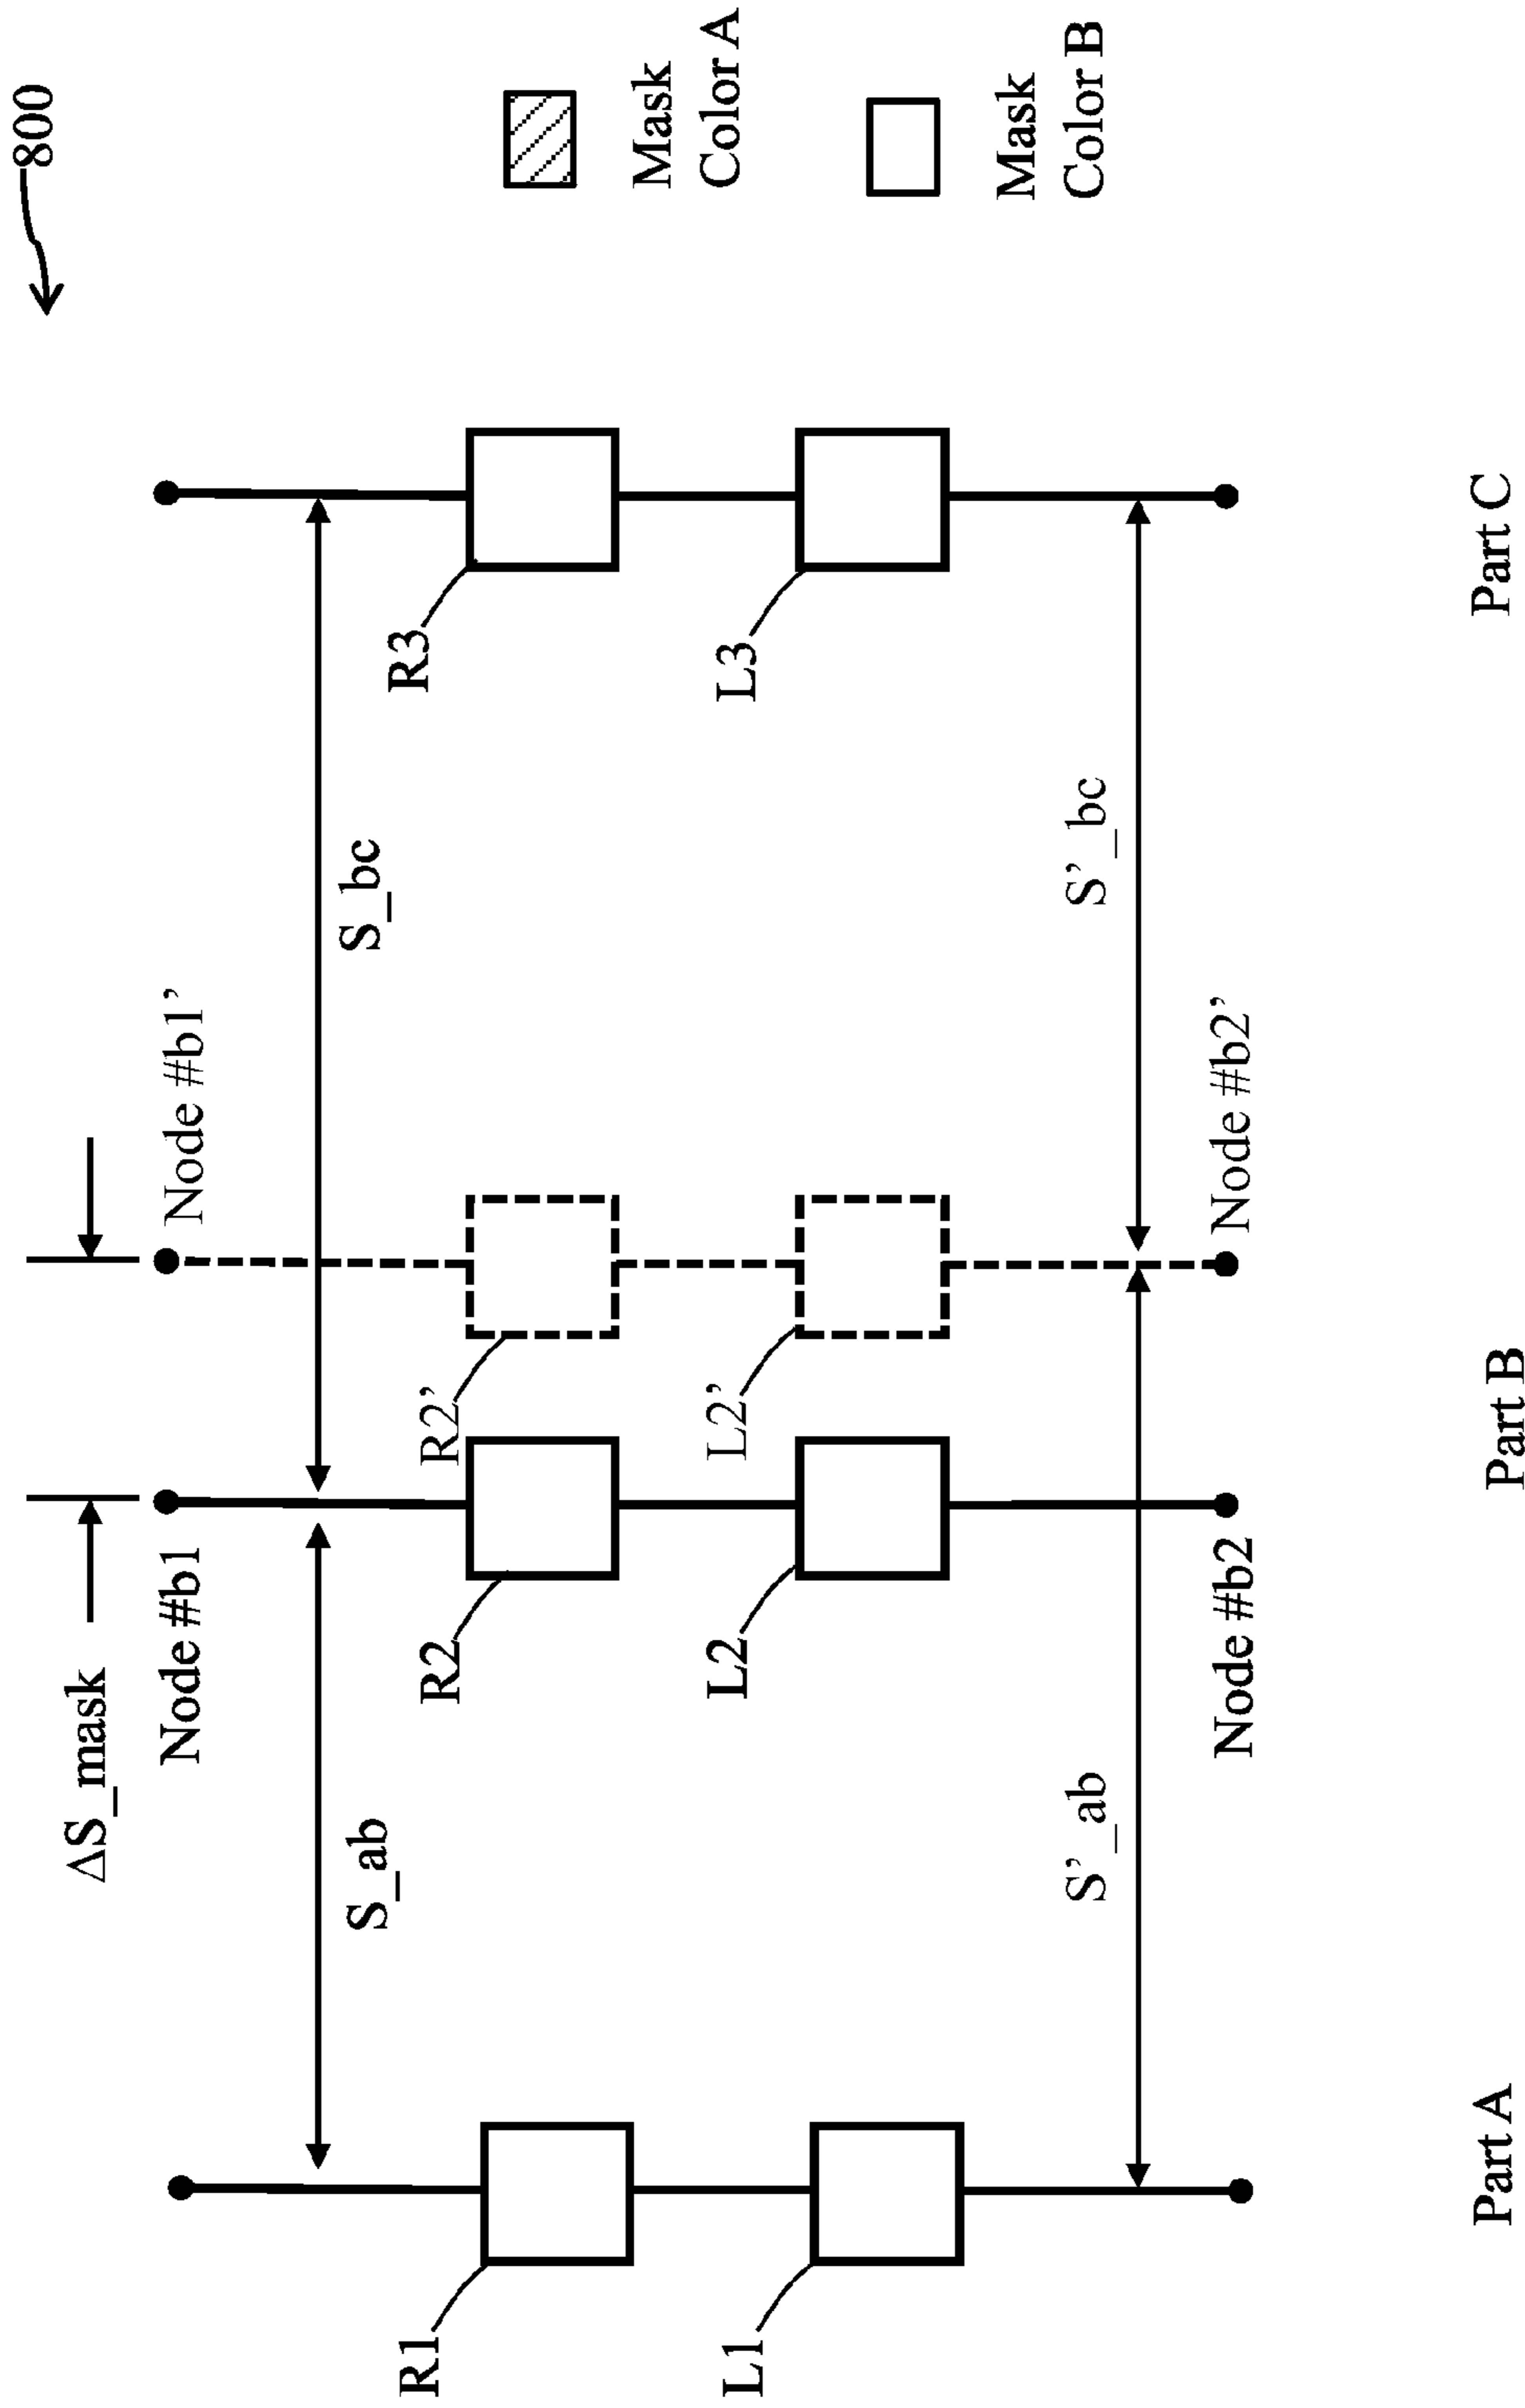 800
ΔS_mask
Node #b1
Node #b1’
S_ab
S_bc
R1
R2
R2’
R3
L1
L2
L2’
L3
S’_ab
S’_bc
Node #b2
Node #b2’
Part A
Part B
Part C
Mask
Color A
Mask
Color B